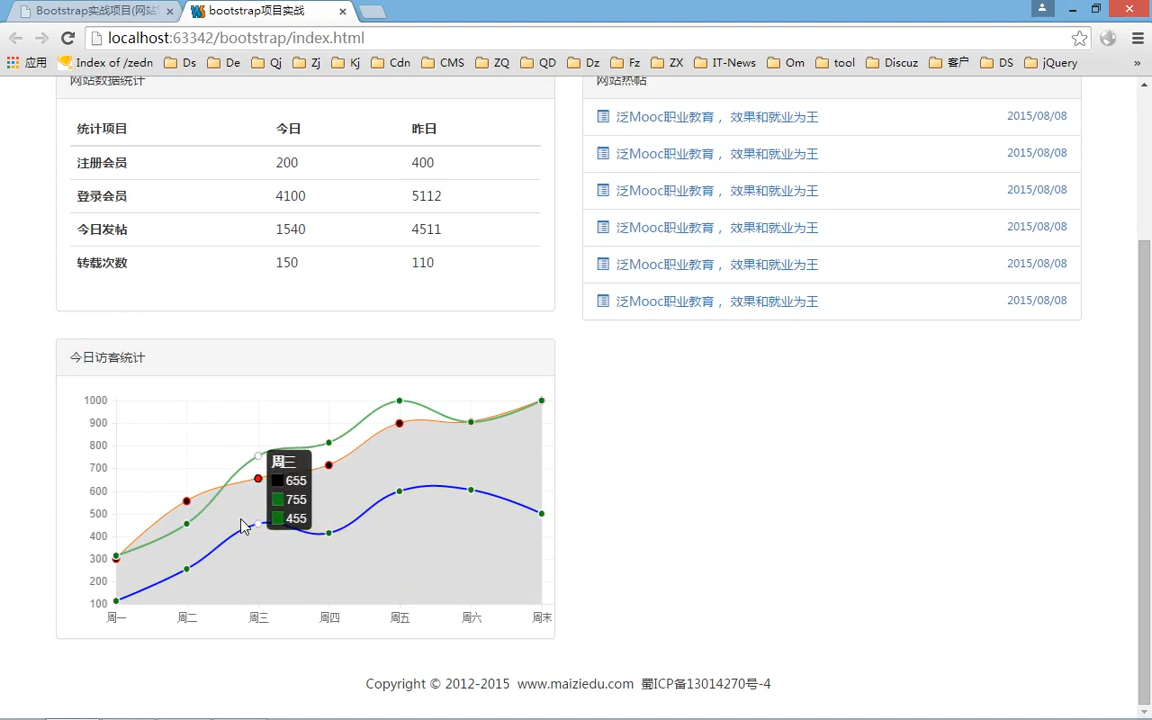 Bootstrap实战项目(网站
bootstrap项目实战
localhost:63342/bootstrap/index.html
应用 Index of /zedn Ds De Qj Zj Kj Cdn CMS ZQ QD Dz Fz ZX IT-News Om tool Discuz 客户 DS jQuery »
网站数据统计
统计项目 今日 昨日
注册会员 200 400
登录会员 4100 5112
今日发帖 1540 4511
转载次数 150 110
网站热帖
泛Mooc职业教育，效果和就业为王 2015/08/08
泛Mooc职业教育，效果和就业为王 2015/08/08
泛Mooc职业教育，效果和就业为王 2015/08/08
泛Mooc职业教育，效果和就业为王 2015/08/08
泛Mooc职业教育，效果和就业为王 2015/08/08
泛Mooc职业教育，效果和就业为王 2015/08/08
今日访客统计
1000
900
800
700
600
500
400
300
200
100
周三
655
755
455
周一 周二 周三 周四 周五 周六 周末
Copyright © 2012-2015 www.maiziedu.com 蜀ICP备13014270号-4